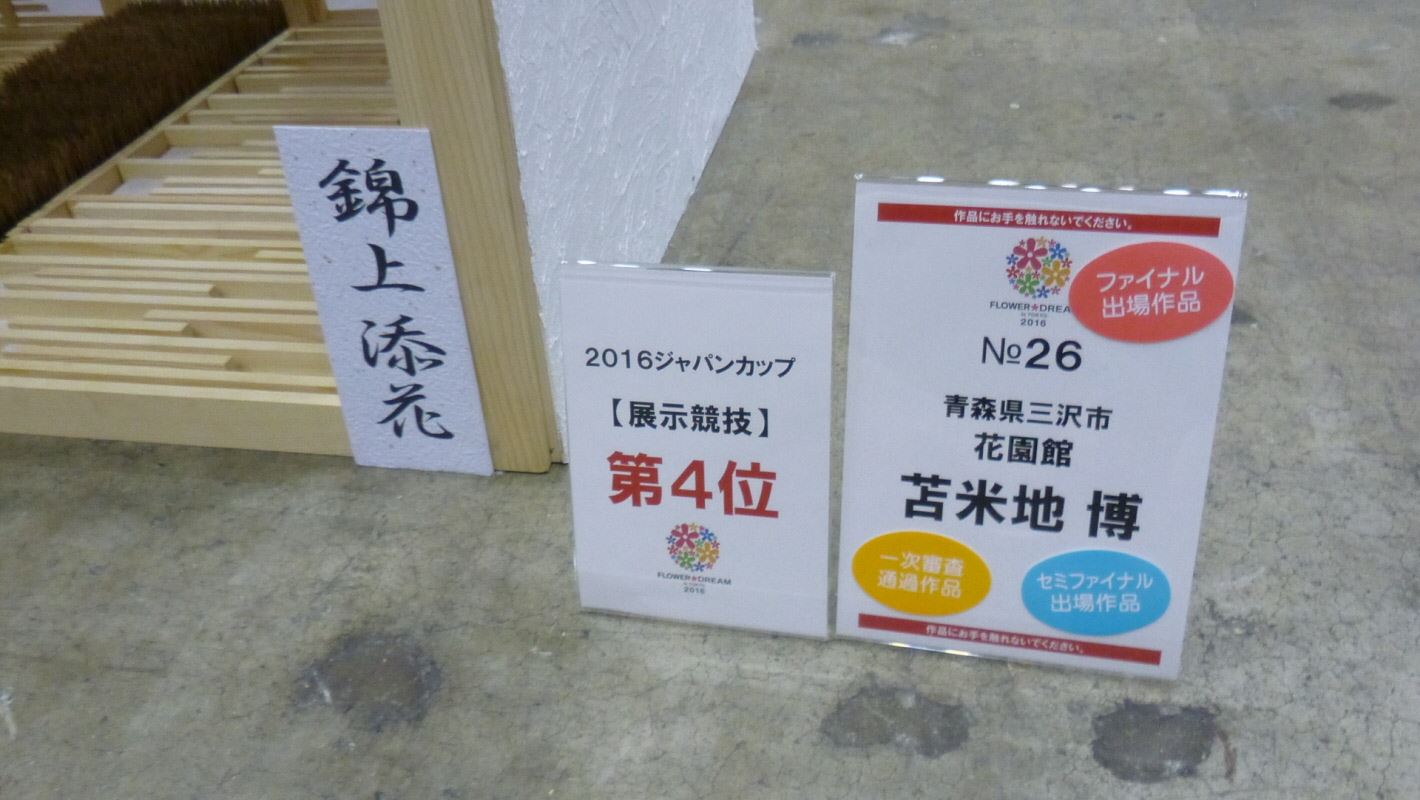 錦上添花
2016ジャパンカップ
【展示競技】
第4位
FLOWER★DREAM
in TOKYO
2016
作品にお手を触れないでください。
FLOWER★DREA
in TOKYO
2016
ファイナル
出場作品
№26
青森県三沢市
花園館
苫米地 博
一次審査
通過作品
セミファイナル
出場作品
作品にお手を触れないでください。